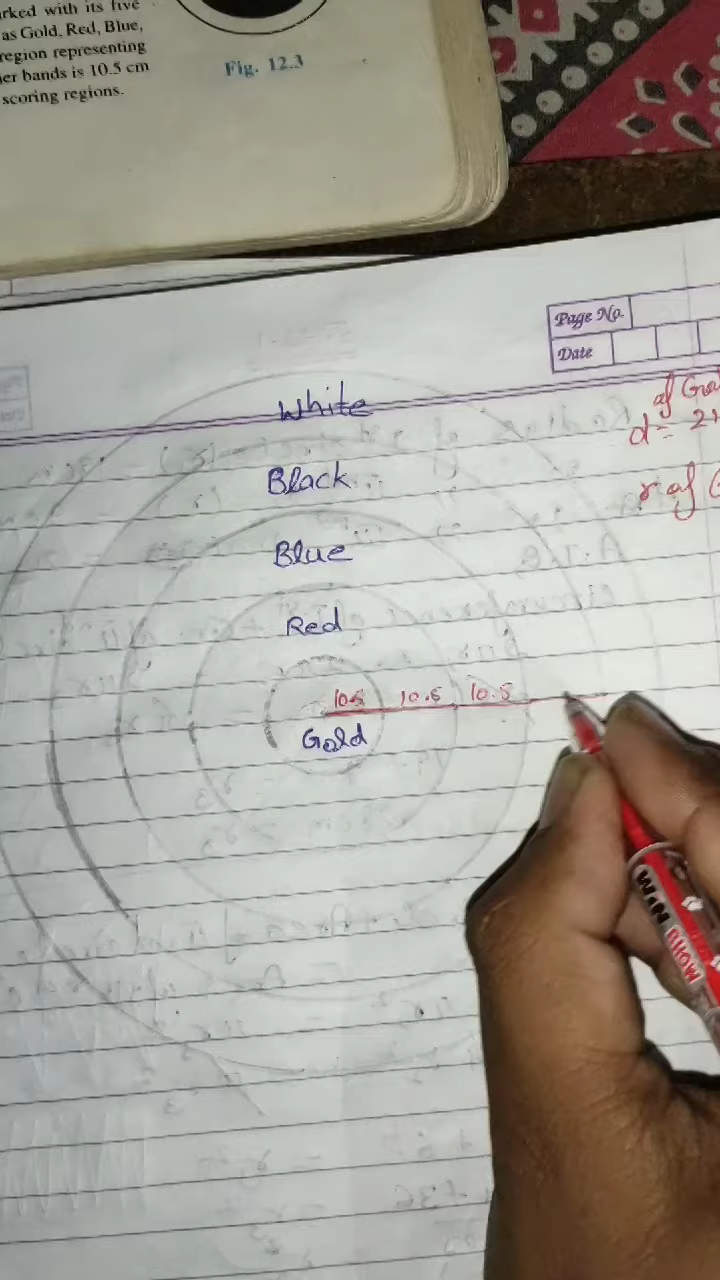 rked with its five
as Gold, Red, Blue,
region representing
er bands is 10.5 cm
scoring regions.
Fig. 12.3
Page No.
Date
White
Black
Blue
Red
10.5 10.5 10.5
Gold
of Go
d = 21
r of G
WIN